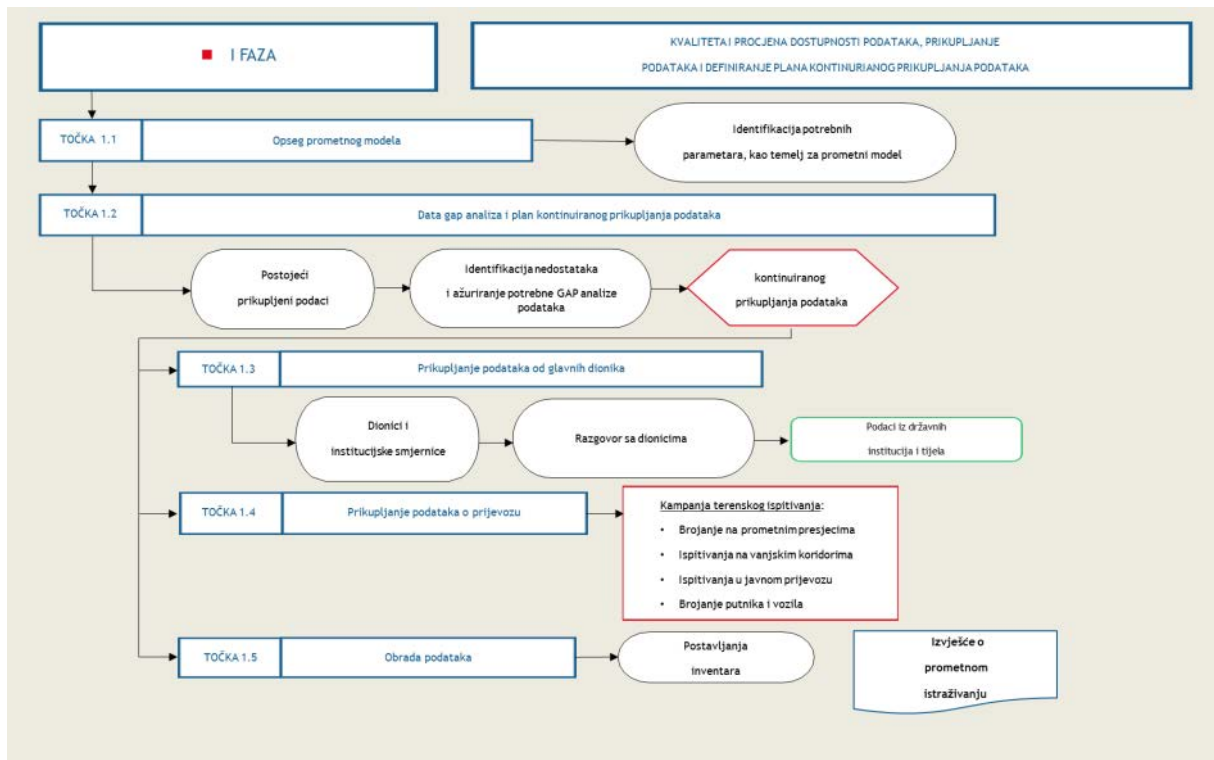 I FAZA
KVALITETA I PROCJENA DOSTUPNOSTI PODATAKA, PRIKUPLJANJE
PODATAKA I DEFINIRANJE PLANA KONTINURIANOG PRIKUPLJANJA PODATAKA
TOČKA 1.1
Opseg prometnog modela
Identifikacija potrebnih
parametara, kao temelj za prometni model
TOČKA 1.2
Data gap analiza i plan kontinuiranog prikupljanja podataka
Postojeći
prikupljeni podaci
Identifikacija nedostataka
i ažuriranje potrebne GAP analize
podataka
kontinuiranog
prikupljanja podataka
TOČKA 1.3
Prikupljanje podataka od glavnih dionika
Dionici i
institucijske smjernice
Razgovor sa dionicima
Podaci iz državnih
institucija i tijela
TOČKA 1.4
Prikupljanje podataka o prijevozu
Kampanja terenskog ispitivanja:
• Brojanje na prometnim presjecima
• Ispitivanja na vanjskim koridorima
• Ispitivanja u javnom prijevozu
• Brojanje putnika i vozila
TOČKA 1.5
Obrada podataka
Postavljanja
inventara
Izvješće o
prometnom
istraživanju